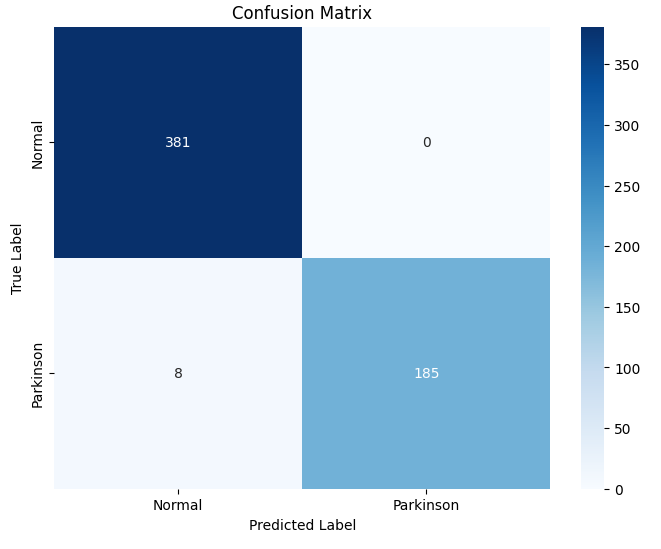 Confusion Matrix
True Label
Normal
381
0
Parkinson
8
185
Normal
Parkinson
Predicted Label
350
300
250
200
150
100
50
0